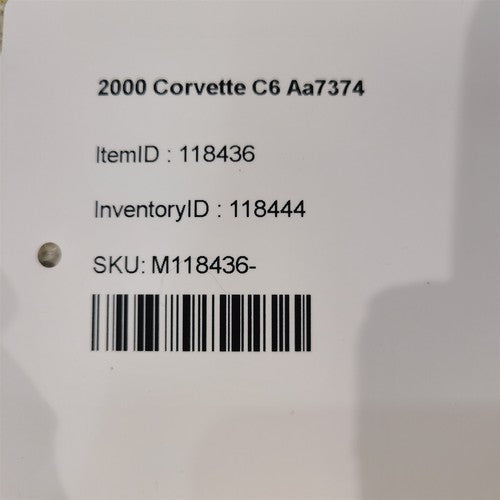 2000 Corvette C6 Aa7374
ItemID : 118436
InventoryID : 118444
SKU: M118436-